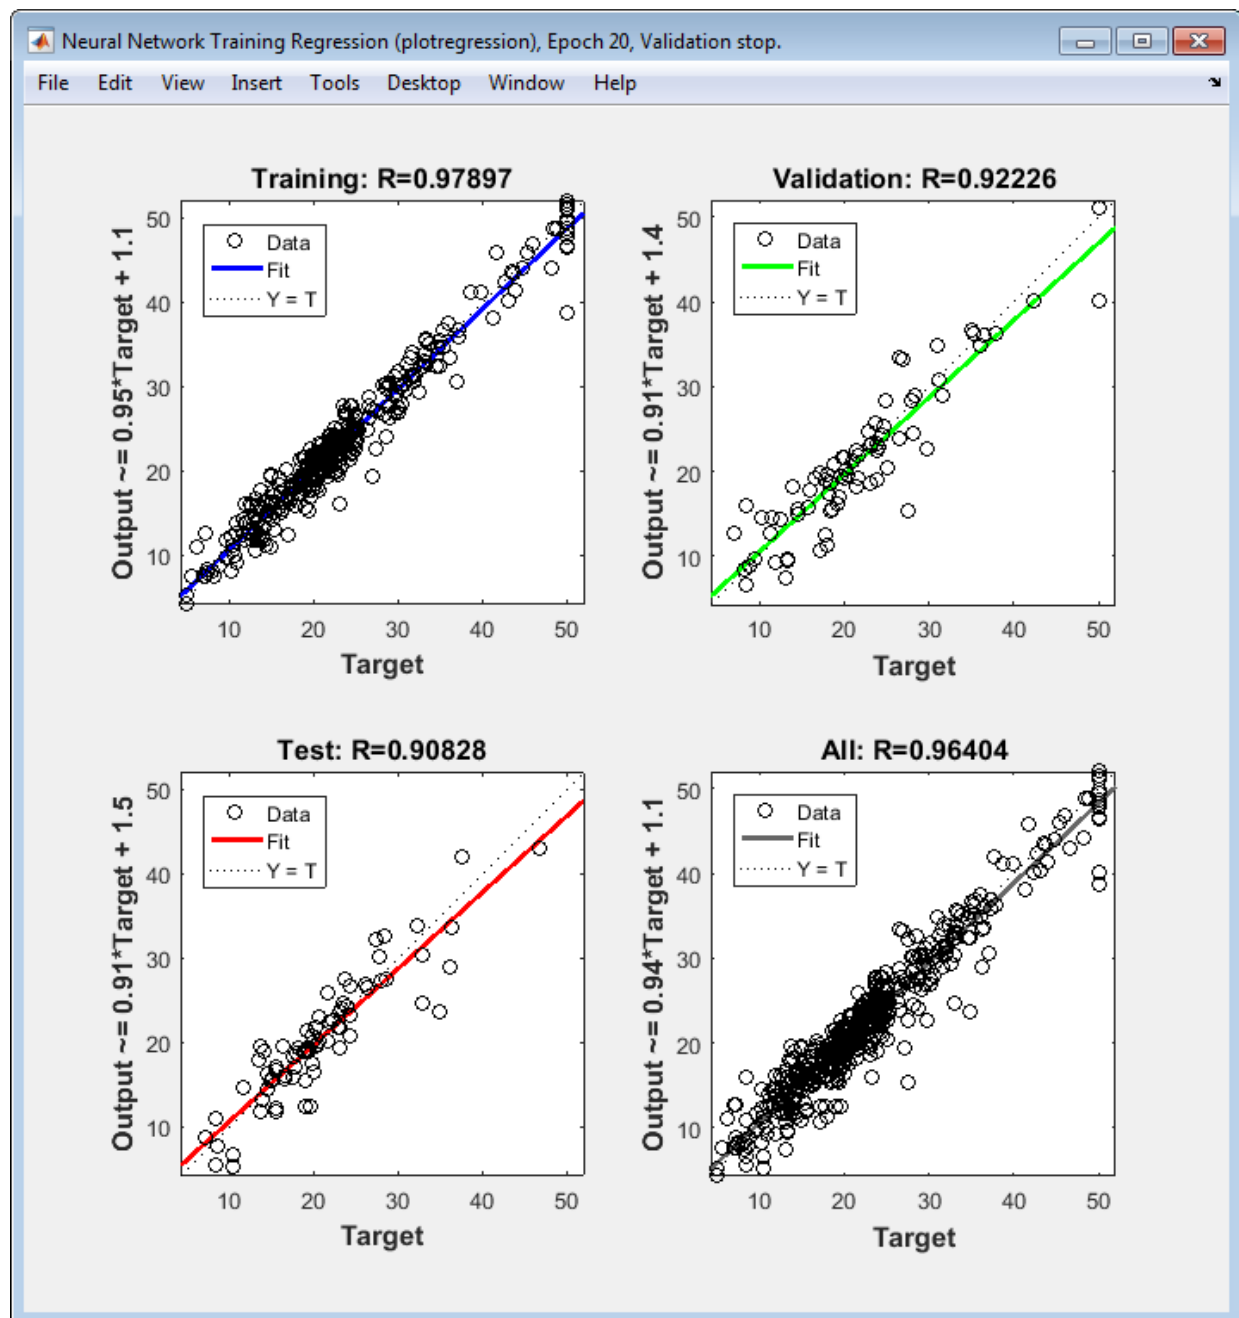 Neural Network Training Regression (plotregression), Epoch 20, Validation stop.
File Edit View Insert Tools Desktop Window Help
Training: R=0.97897
Output ~= 0.95*Target + 1.1
50
40
30
20
10
Data
Fit
Y = T
10 20 30 40 50
Target
Validation: R=0.92226
Output ~= 0.91*Target + 1.4
50
40
30
20
10
Data
Fit
Y = T
10 20 30 40 50
Target
Test: R=0.90828
Output ~= 0.91*Target + 1.5
50
40
30
20
10
Data
Fit
Y = T
10 20 30 40 50
Target
All: R=0.96404
Output ~= 0.94*Target + 1.1
50
40
30
20
10
Data
Fit
Y = T
10 20 30 40 50
Target